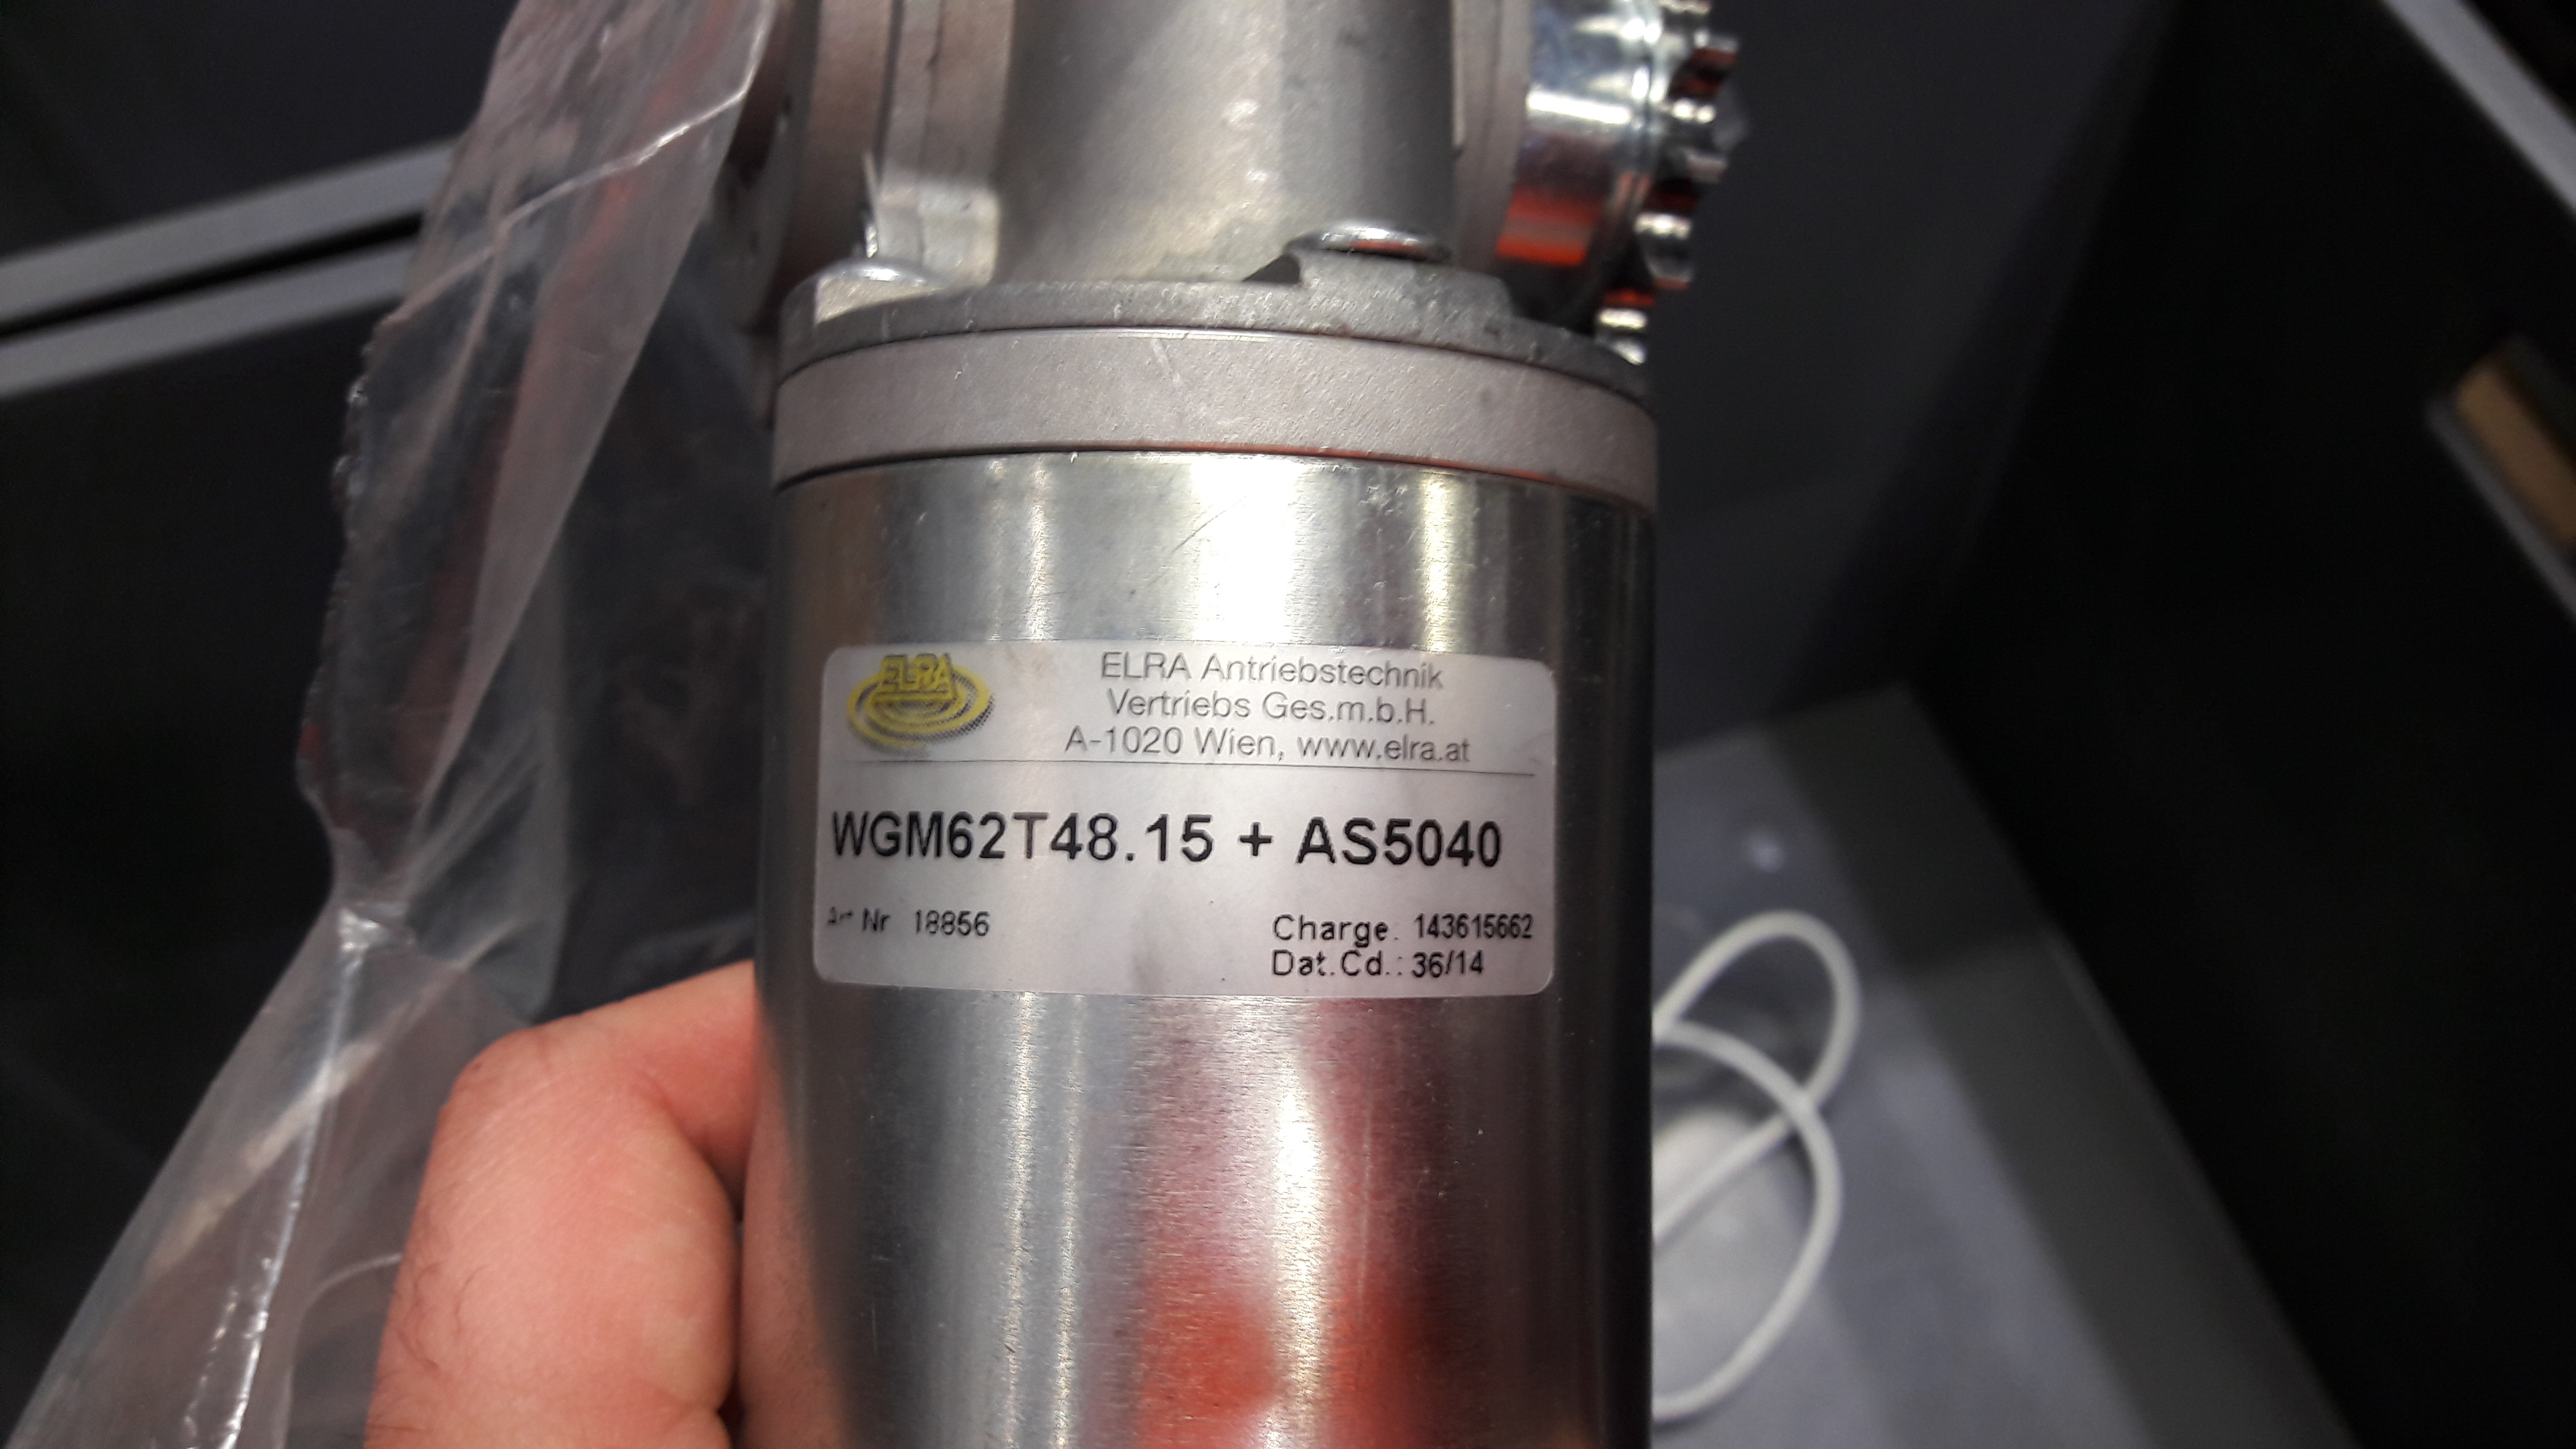 ELRA
ELRA Antriebstechnik
Vertriebs Ges.m.b.H.
A-1020 Wien, www.elra.at
WGM62T48.15 + AS5040
Art Nr 18856
Charge. 143615662
Dat.Cd.: 36/14